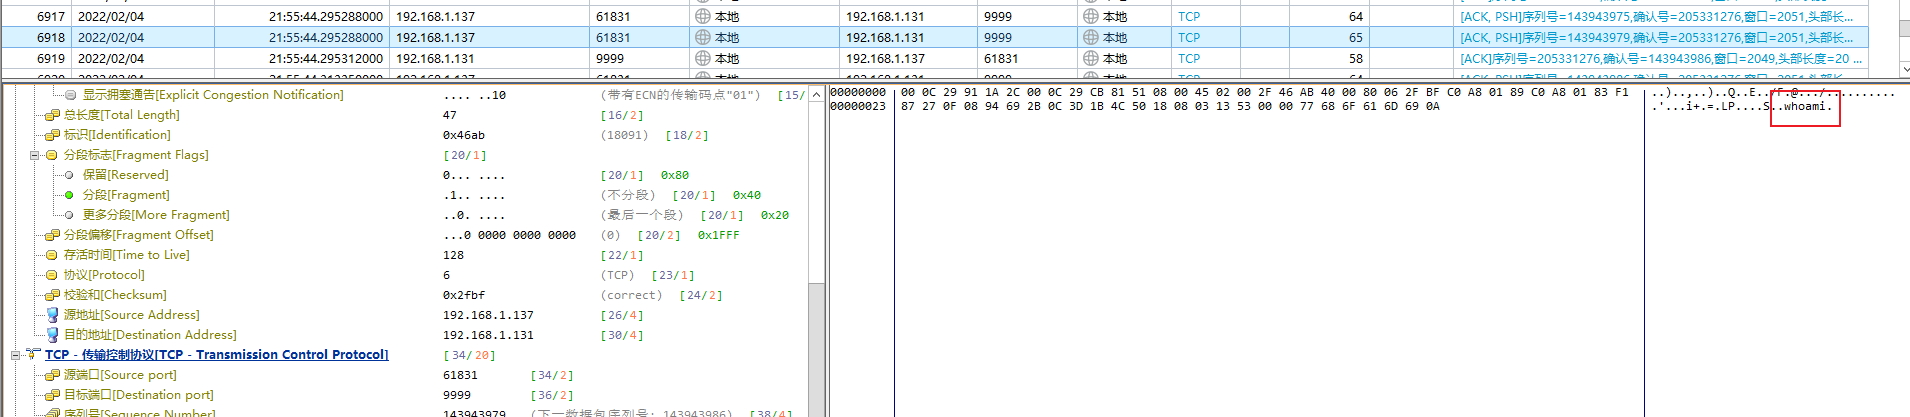 6917 2022/02/04 21:55:44.295288000 192.168.1.137 61831 本地 192.168.1.131 9999 本地 TCP 64 [ACK, PSH]序列号=143943975,确认号=205331276,窗口=2051,头部长...
6918 2022/02/04 21:55:44.295288000 192.168.1.137 61831 本地 192.168.1.131 9999 本地 TCP 65 [ACK, PSH]序列号=143943979,确认号=205331276,窗口=2051,头部长...
6919 2022/02/04 21:55:44.295312000 192.168.1.131 9999 本地 192.168.1.137 61831 本地 TCP 58 [ACK]序列号=205331276,确认号=143943986,窗口=2049,头部长度=20 ...
显示拥塞通告[Explicit Congestion Notification] .... ..10 (带有ECN的传输码点"01") [15/
总长度[Total Length] 47 [16/2]
标识[Identification] 0x46ab (18091) [18/2]
分段标志[Fragment Flags] [20/1]
保留[Reserved] 0... .... [20/1] 0x80
分段[Fragment] .1.. .... (不分段) [20/1] 0x40
更多分段[More Fragment] ..0. .... (最后一个段) [20/1] 0x20
分段偏移[Fragment Offset] ...0 0000 0000 0000 (0) [20/2] 0x1FFF
存活时间[Time to Live] 128 [22/1]
协议[Protocol] 6 (TCP) [23/1]
校验和[Checksum] 0x2fbf (correct) [24/2]
源地址[Source Address] 192.168.1.137 [26/4]
目的地址[Destination Address] 192.168.1.131 [30/4]
TCP - 传输控制协议[TCP - Transmission Control Protocol] [34/20]
源端口[Source port] 61831 [34/2]
目标端口[Destination port] 9999 [36/2]
序列号[Sequence Number] 143943979 (下一数据包序列号: 143943986) [38/4]
00000000 00 0C 29 91 1A 2C 00 0C 29 CB 81 51 08 00 45 02 00 2F 46 AB 40 00 80 06 2F BF C0 A8 01 89 C0 A8 01 83 F1 ..)..,..)..Q..E../F.@.../..........
00000023 87 27 0F 08 94 69 2B 0C 3D 1B 4C 50 18 08 03 13 53 00 00 77 68 6F 61 6D 69 0A .'...i+.=.LP....S..whoami.